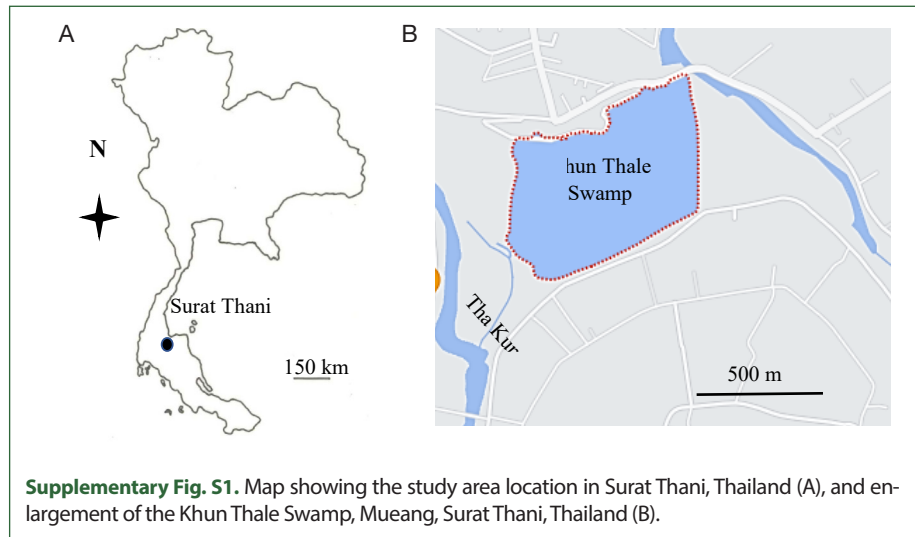 A
B
N
hun Thale
Swamp
Surat Thani
Tha Kur
150 km
500 m
Supplementary Fig. S1. Map showing the study area location in Surat Thani, Thailand (A), and en-
largement of the Khun Thale Swamp, Mueang, Surat Thani, Thailand (B).